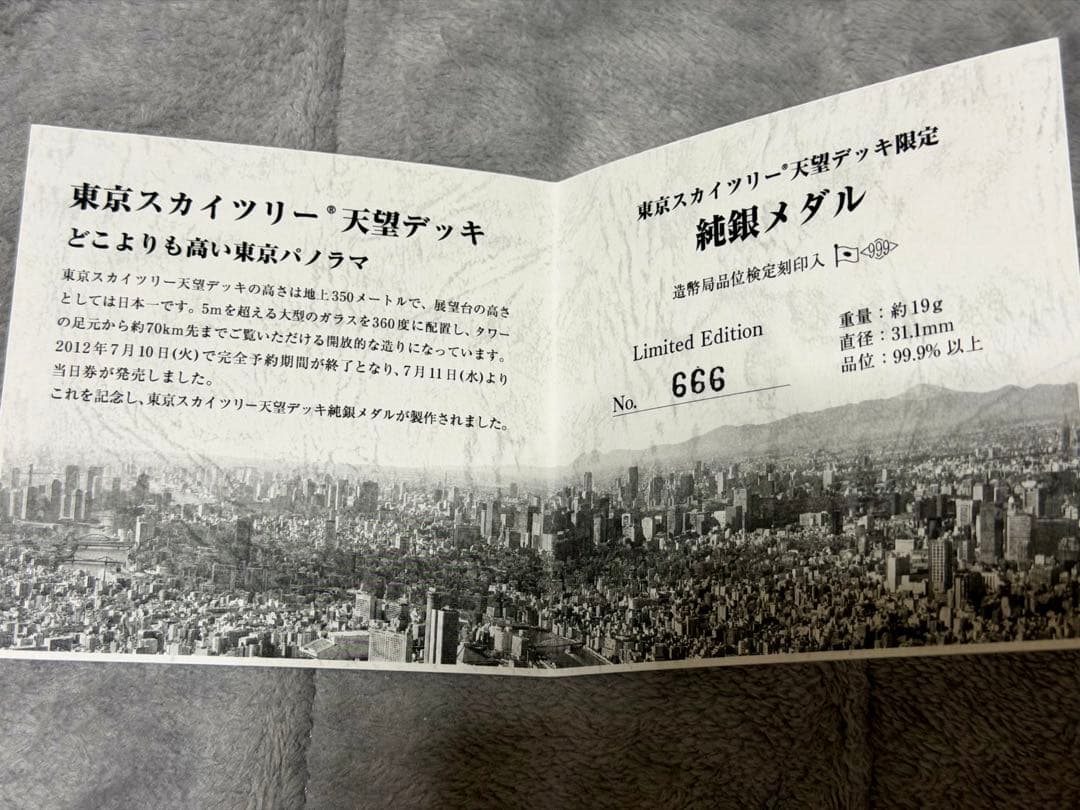 東京スカイツリー®天望デッキ
どこよりも高い東京パノラマ
東京スカイツリー天望デッキの高さは地上350メートルで、展望台の高さ
としては日本一です。5mを超える大型のガラスを360度に配置し、タワー
の足元から約70km先までご覧いただける開放的な造りになっています。
2012年7月10日(火)で完全予約期間が終了となり、7月11日(水)より
当日券が発売しました。
これを記念し、東京スカイツリー天望デッキ純銀メダルが製作されました。
東京スカイツリー®天望デッキ限定
純銀メダル
造幣局品位検定刻印入 999
Limited Edition
No. 666
重量：約19g
直径：31.1mm
品位：99.9% 以上